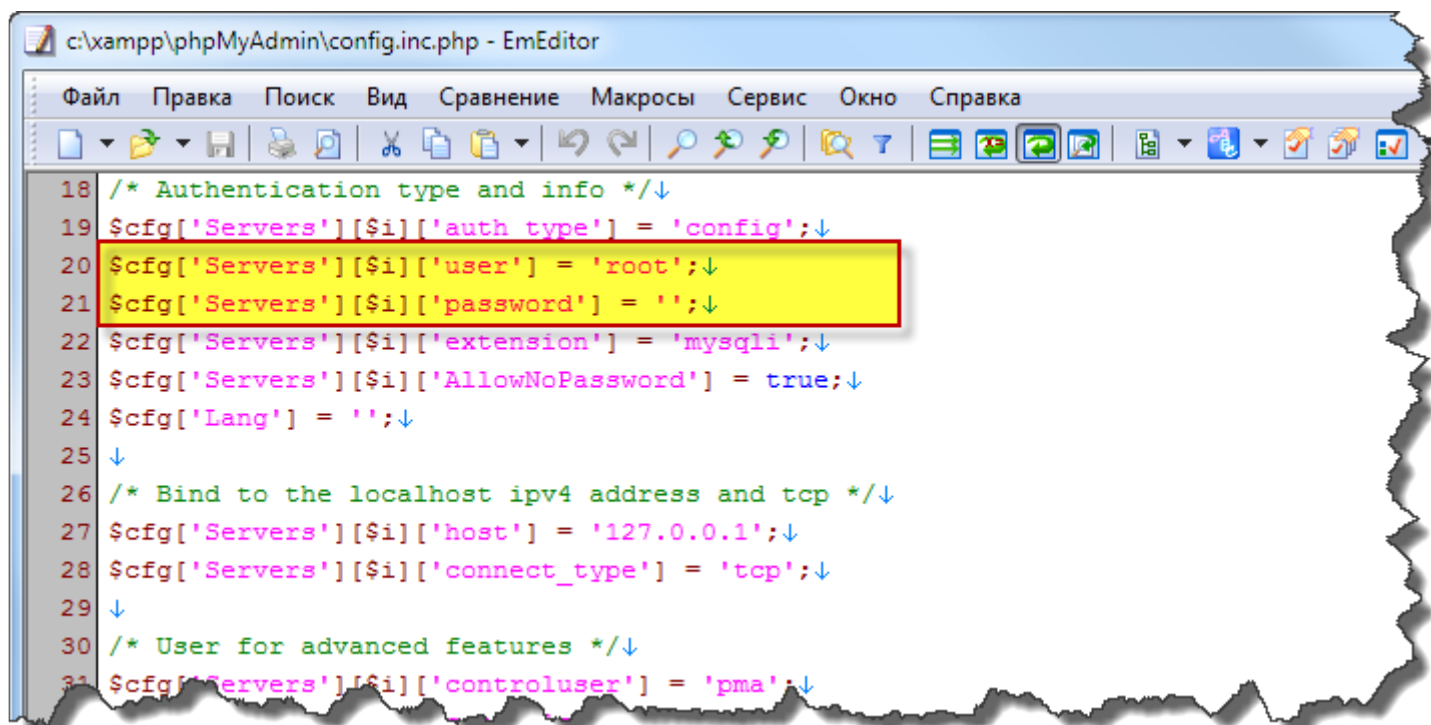 c:\xampp\phpMyAdmin\config.inc.php - EmEditor
Файл Правка Поиск Вид Сравнение Макросы Сервис Окно Справка
18 /* Authentication type and info */↓
19 $cfg['Servers'][$i]['auth_type'] = 'config';↓
20 $cfg['Servers'][$i]['user'] = 'root';↓
21 $cfg['Servers'][$i]['password'] = '';↓
22 $cfg['Servers'][$i]['extension'] = 'mysqli';↓
23 $cfg['Servers'][$i]['AllowNoPassword'] = true;↓
24 $cfg['Lang'] = '';↓
25 ↓
26 /* Bind to the localhost ipv4 address and tcp */↓
27 $cfg['Servers'][$i]['host'] = '127.0.0.1';↓
28 $cfg['Servers'][$i]['connect_type'] = 'tcp';↓
29 ↓
30 /* User for advanced features */↓
31 $cfg['Servers'][$i]['controluser'] = 'pma';↓